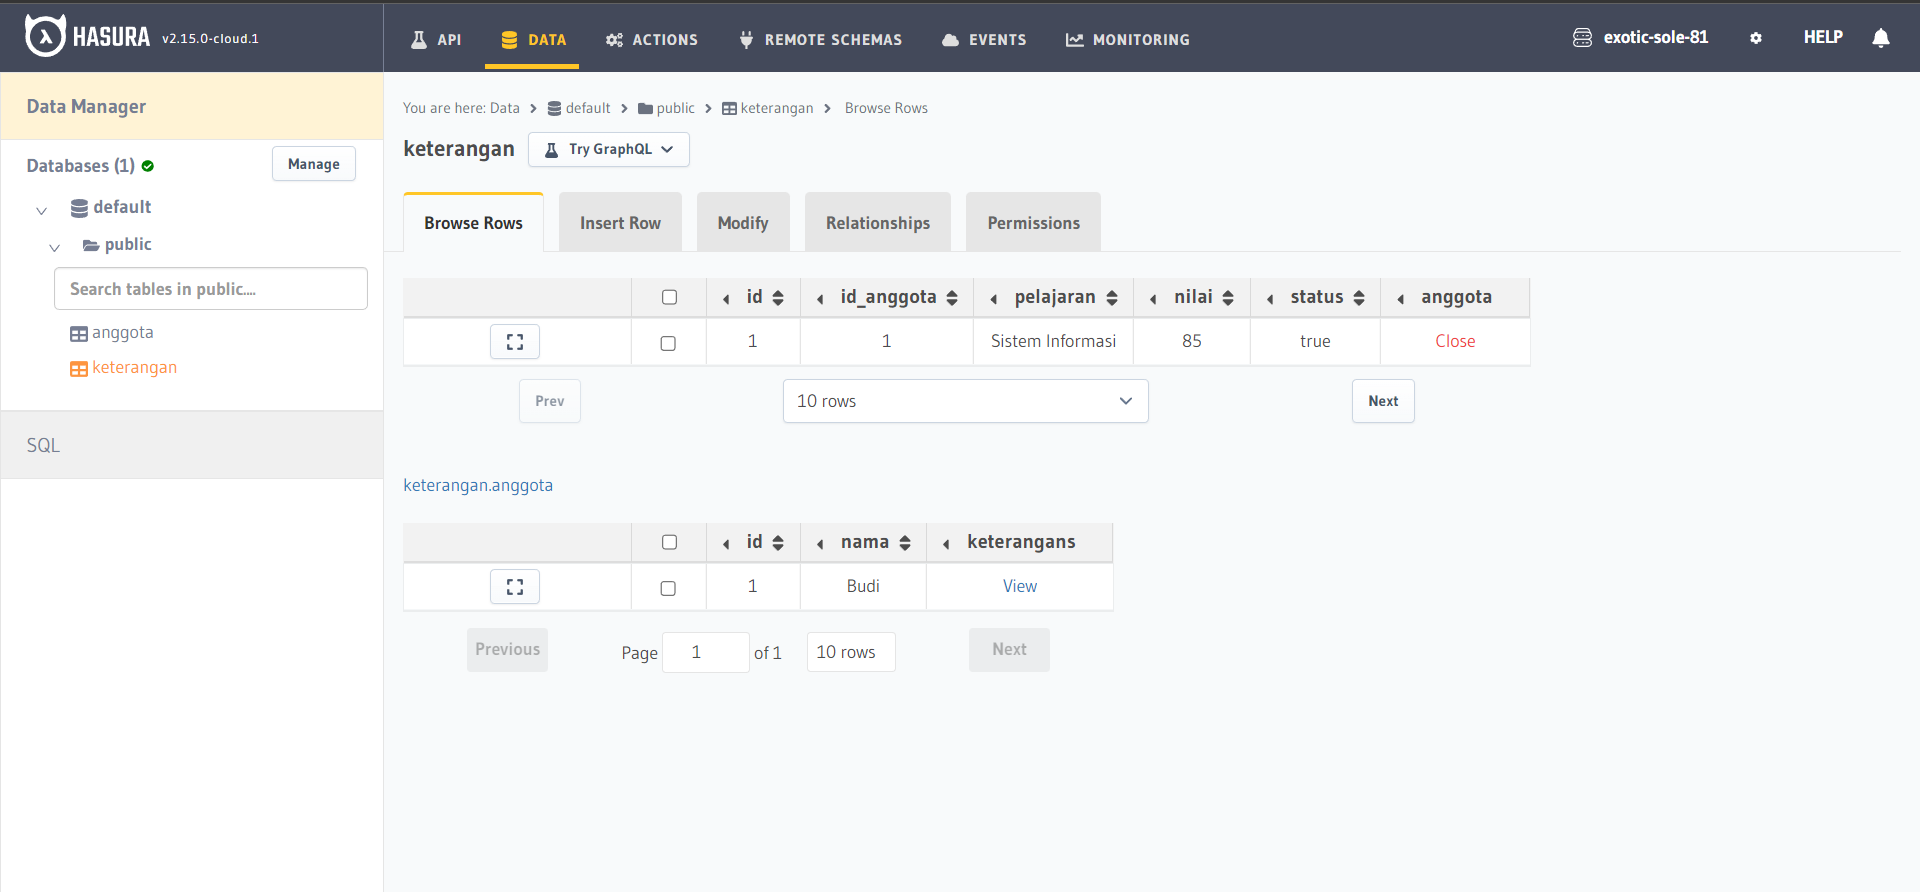 HASURA v2.15.0-cloud.1
API DATA ACTIONS REMOTE SCHEMAS EVENTS MONITORING
exotic-sole-81 HELP
Data Manager
Databases (1) Manage
default
public
Search tables in public....
anggota
keterangan
SQL
You are here: Data default public keterangan Browse Rows
keterangan Try GraphQL
Browse Rows Insert Row Modify Relationships Permissions
id id_anggota pelajaran nilai status anggota
1 1 Sistem Informasi 85 true Close
Prev 10 rows Next
keterangan.anggota
id nama keterangans
1 Budi View
Previous Page 1 of 1 10 rows Next